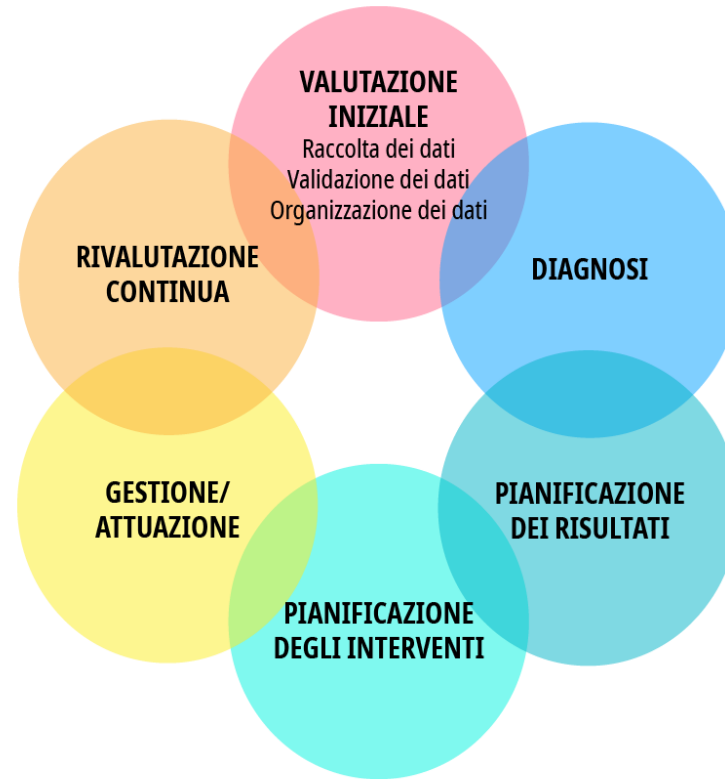 VALUTAZIONE
INIZIALE
Raccolta dei dati
Validazione dei dati
Organizzazione dei dati
DIAGNOSI
PIANIFICAZIONE
DEI RISULTATI
PIANIFICAZIONE
DEGLI INTERVENTI
GESTIONE/
ATTUAZIONE
RIVALUTAZIONE
CONTINUA